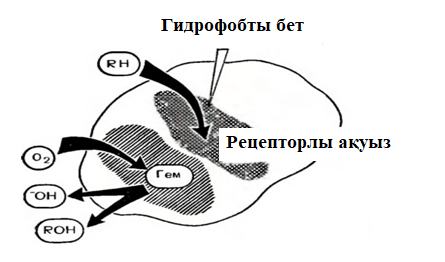 Гидрофобты бет
RH
Рецепторлы ақуыз
O₂
Гем
⁻OH
ROH